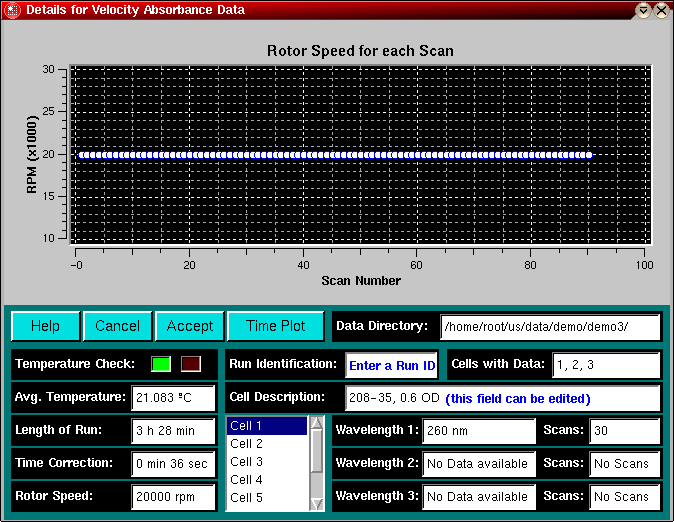 Details for Velocity Absorbance Data
Rotor Speed for each Scan
RPM (x1000)
30
25
20
15
10
-0 20 40 60 80 100
Scan Number
Help Cancel Accept Time Plot Data Directory: /home/root/us/data/demo/demo3/
Temperature Check: Run Identification: Enter a Run ID Cells with Data: 1, 2, 3
Avg. Temperature: 21.083 ºC Cell Description: 208-35, 0.6 OD (this field can be edited)
Length of Run: 3 h 28 min
Time Correction: 0 min 36 sec
Rotor Speed: 20000 rpm
Cell 1
Cell 2
Cell 3
Cell 4
Cell 5
Wavelength 1: 260 nm Scans: 30
Wavelength 2: No Data available Scans: No Scans
Wavelength 3: No Data available Scans: No Scans